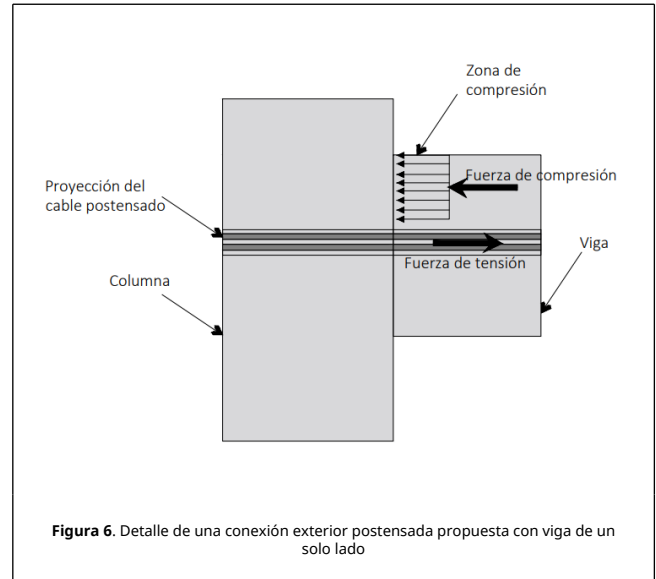 Zona de
compresión
Fuerza de compresión
Proyección del
cable postensado
Viga
Fuerza de tensión
Columna
Figura 6. Detalle de una conexión exterior postensada propuesta con viga de un
solo lado